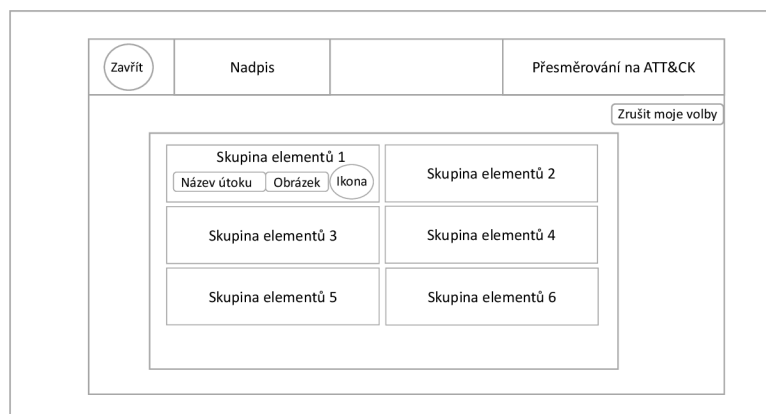 Zavřít
Nadpis
Přesměrování na ATT&CK
Zrušit moje volby
Skupina elementů 1
Název útoku
Obrázek
Ikona
Skupina elementů 2
Skupina elementů 3
Skupina elementů 4
Skupina elementů 5
Skupina elementů 6